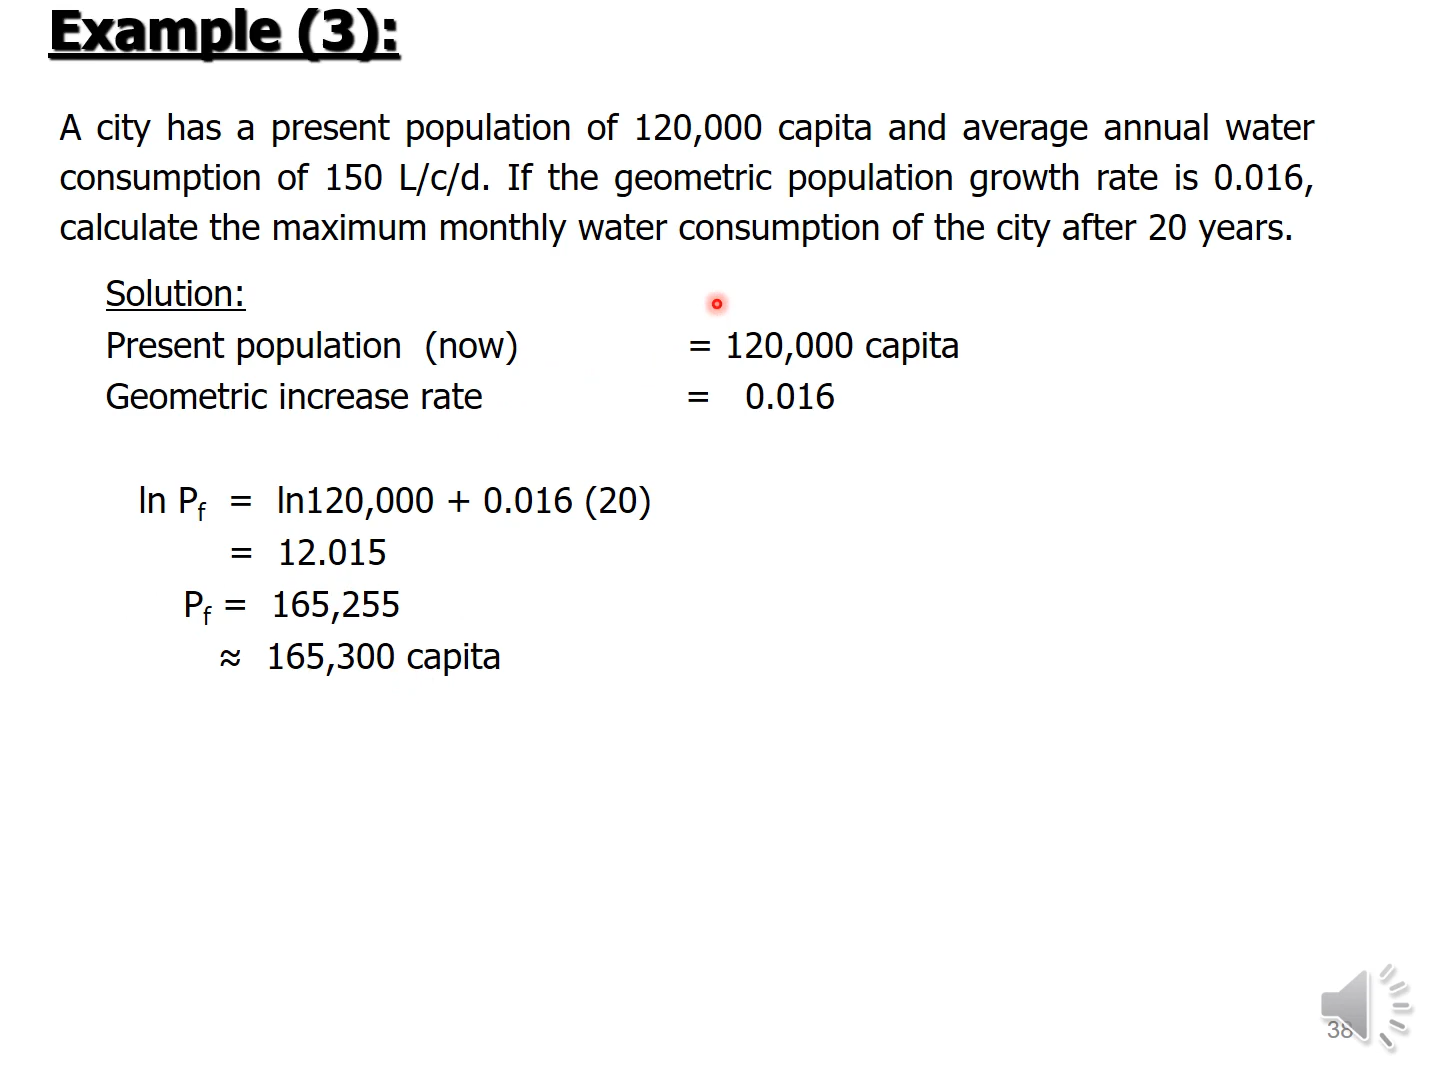 Example (3):
A city has a present population of 120,000 capita and average annual water
consumption of 150 L/c/d. If the geometric population growth rate is 0.016,
calculate the maximum monthly water consumption of the city after 20 years.
Solution:
Present population (now) = 120,000 capita
Geometric increase rate = 0.016
ln Pf = ln120,000 + 0.016 (20)
= 12.015
Pf = 165,255
≈ 165,300 capita
38